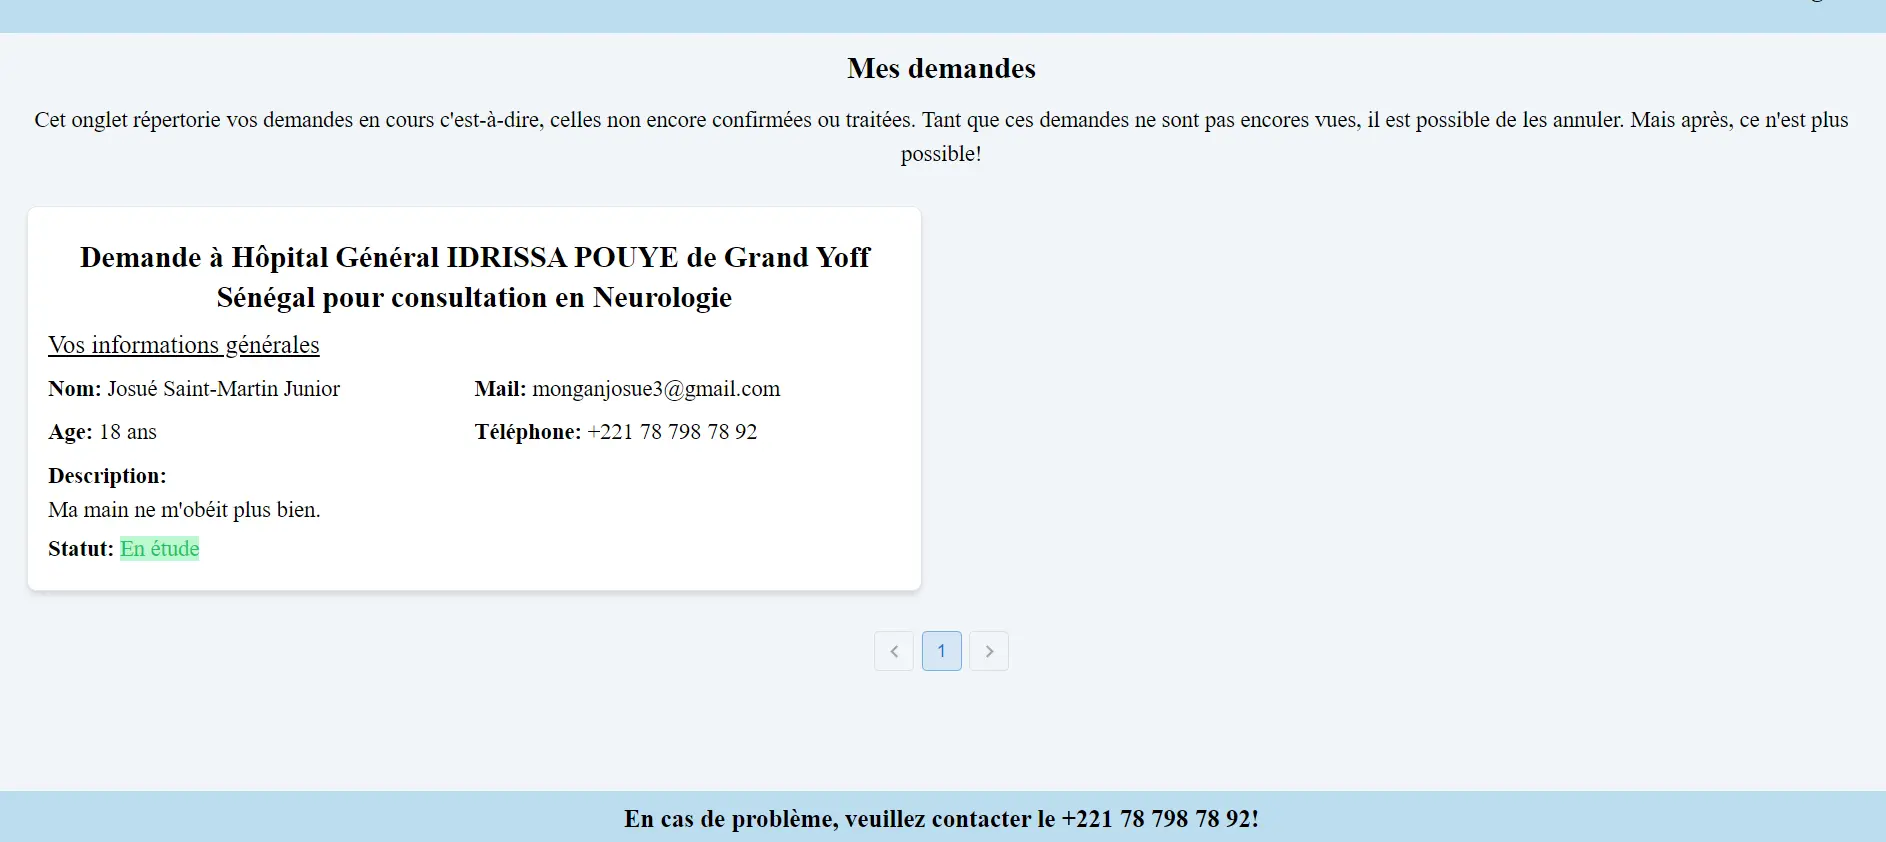 Mes demandes
Cet onglet répertorie vos demandes en cours c'est-à-dire, celles non encore confirmées ou traitées. Tant que ces demandes ne sont pas encores vues, il est possible de les annuler. Mais après, ce n'est plus
possible!
Demande à Hôpital Général IDRISSA POUYE de Grand Yoff
Sénégal pour consultation en Neurologie
Vos informations générales
Nom: Josué Saint-Martin Junior
Mail: monganjosue3@gmail.com
Age: 18 ans
Téléphone: +221 78 798 78 92
Description:
Ma main ne m'obéit plus bien.
Statut: En étude
1
En cas de problème, veuillez contacter le +221 78 798 78 92!